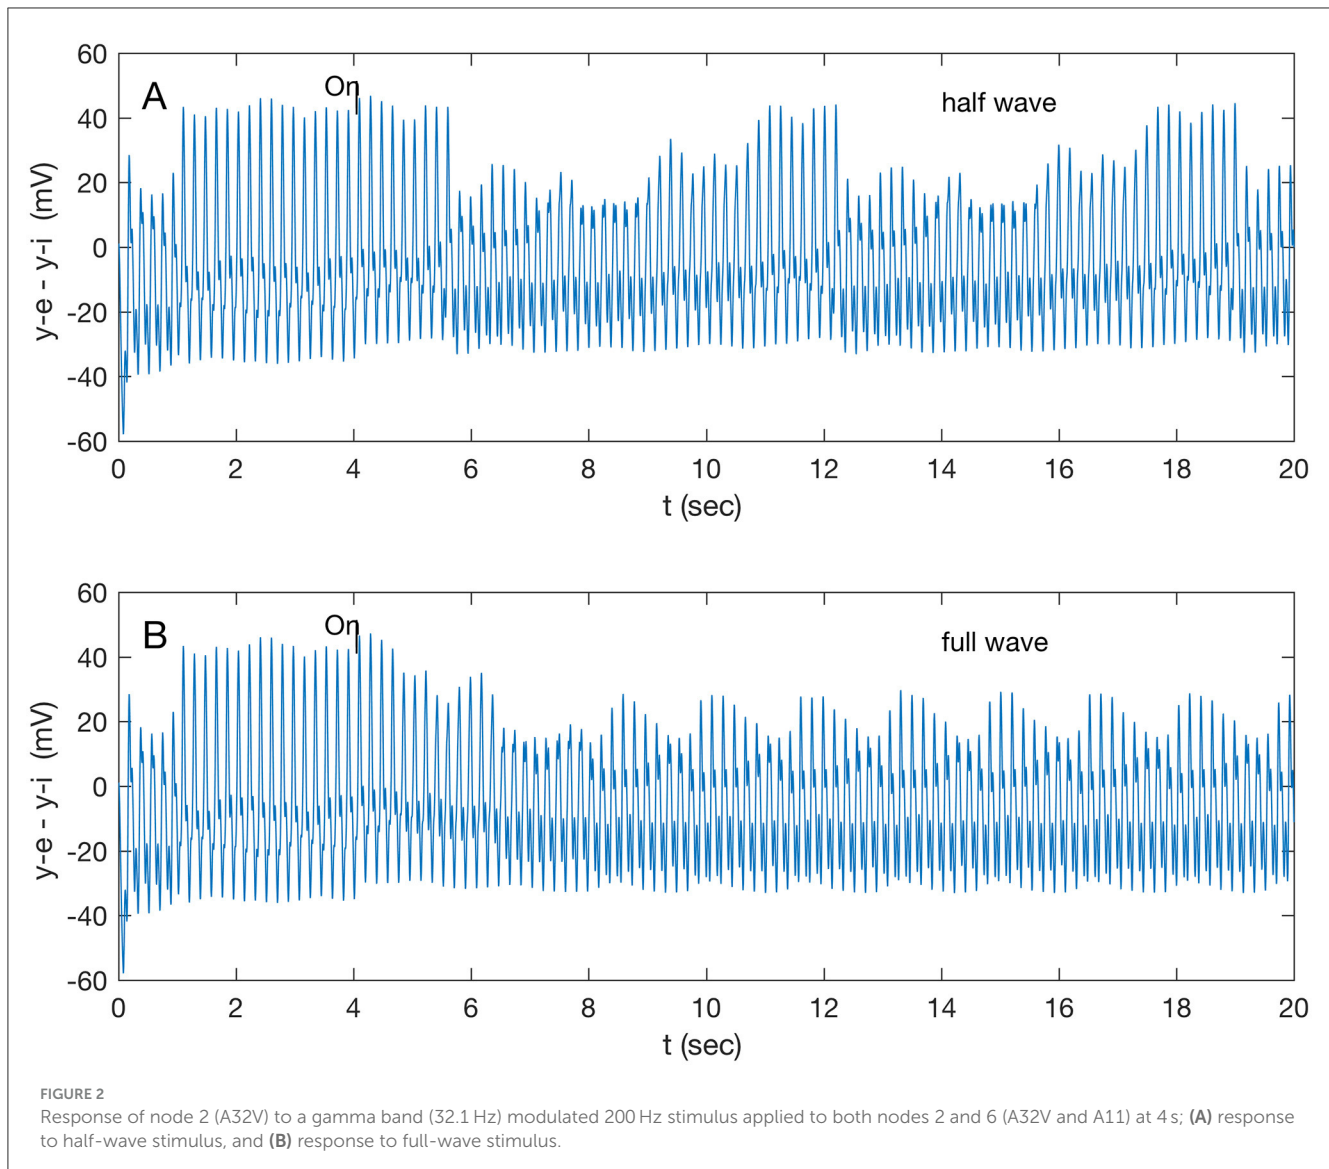 60
40
20
0
-20
-40
-60
y-e - y-i (mV)
A
On
half wave
0 2 4 6 8 10 12 14 16 18 20
t (sec)
60
40
20
0
-20
-40
-60
y-e - y-i (mV)
B
On
full wave
0 2 4 6 8 10 12 14 16 18 20
t (sec)
FIGURE 2
Response of node 2 (A32V) to a gamma band (32.1 Hz) modulated 200 Hz stimulus applied to both nodes 2 and 6 (A32V and A11) at 4 s; (A) response
to half-wave stimulus, and (B) response to full-wave stimulus.